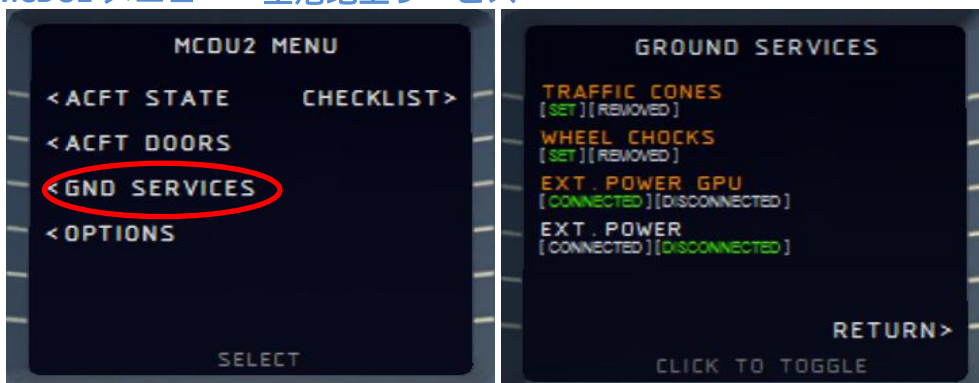 MCDU2 MENU
<ACFT STATE CHECKLIST>
<ACFT DOORS
<GND SERVICES
<OPTIONS
SELECT
GROUND SERVICES
TRAFFIC CONES
[SET][REMOVED]
WHEEL CHOCKS
[SET][REMOVED]
EXT.POWER GPU
[CONNECTED][DISCONNECTED]
EXT.POWER
[CONNECTED][DISCONNECTED]
RETURN>
CLICK TO TOGGLE